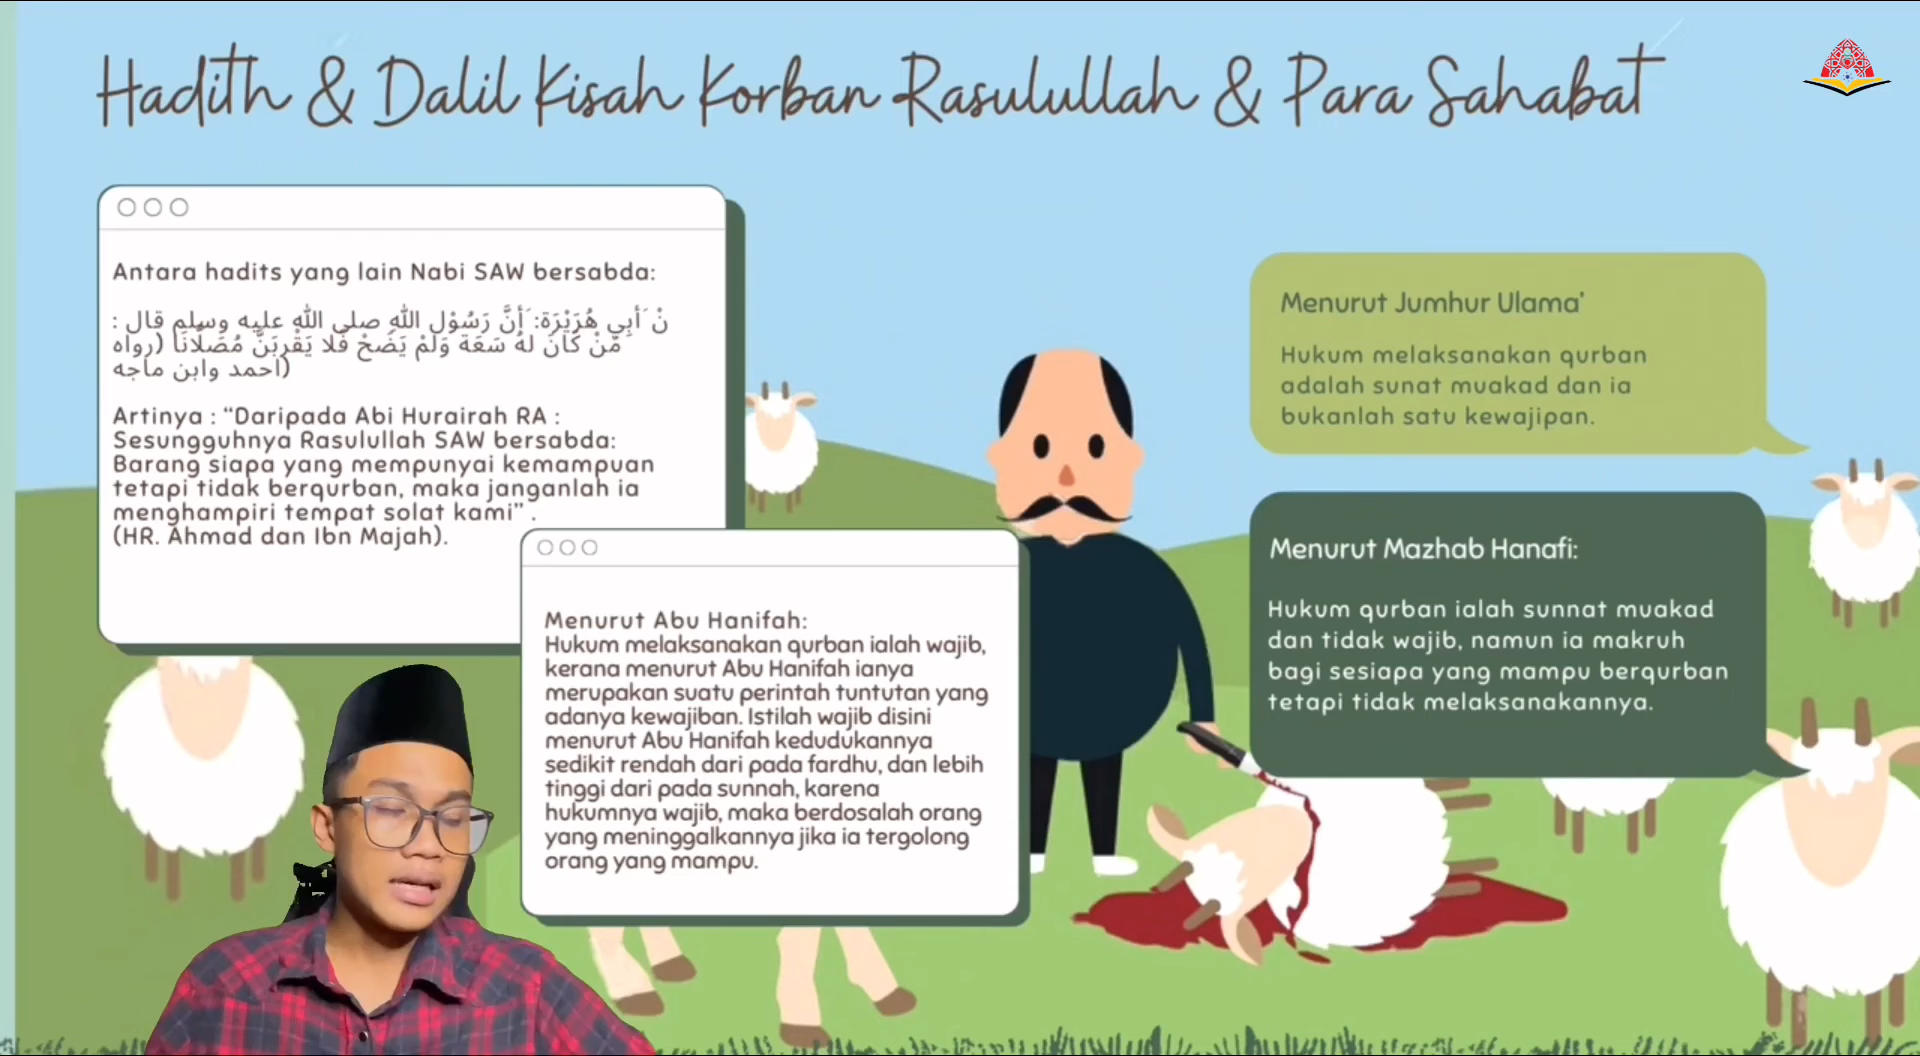 Hadith & Dalil Kisah Korban Rasulullah & Para Sahabat
Antara hadits yang lain Nabi SAW bersabda:
نْ َأبِي هُرَيْرَة: َأنَّ رَسُوْل اللّٰه صلى اللّٰه عليه وسلم قال :
مَنْ كَانَ لهُ سَعَة وَلمْ يَضَحْ فَلا يَقْرِبَنَّ مُصَلَّانَا (رواه
احمد وابن ماجه)
Artinya : “Daripada Abi Hurairah RA :
Sesungguhnya Rasulullah SAW bersabda:
Barang siapa yang mempunyai kemampuan
tetapi tidak berqurban, maka janganlah ia
menghampiri tempat solat kami” .
(HR. Ahmad dan Ibn Majah).
Menurut Abu Hanifah:
Hukum melaksanakan qurban ialah wajib,
kerana menurut Abu Hanifah ianya
merupakan suatu perintah tuntutan yang
adanya kewajiban. Istilah wajib disini
menurut Abu Hanifah kedudukannya
sedikit rendah dari pada fardhu, dan lebih
tinggi dari pada sunnah, karena
hukumnya wajib, maka berdosalah orang
yang meninggalkannya jika ia tergolong
orang yang mampu.
Menurut Jumhur Ulama’
Hukum melaksanakan qurban
adalah sunat muakad dan ia
bukanlah satu kewajipan.
Menurut Mazhab Hanafi:
Hukum qurban ialah sunnat muakad
dan tidak wajib, namun ia makruh
bagi sesiapa yang mampu berqurban
tetapi tidak melaksanakannya.